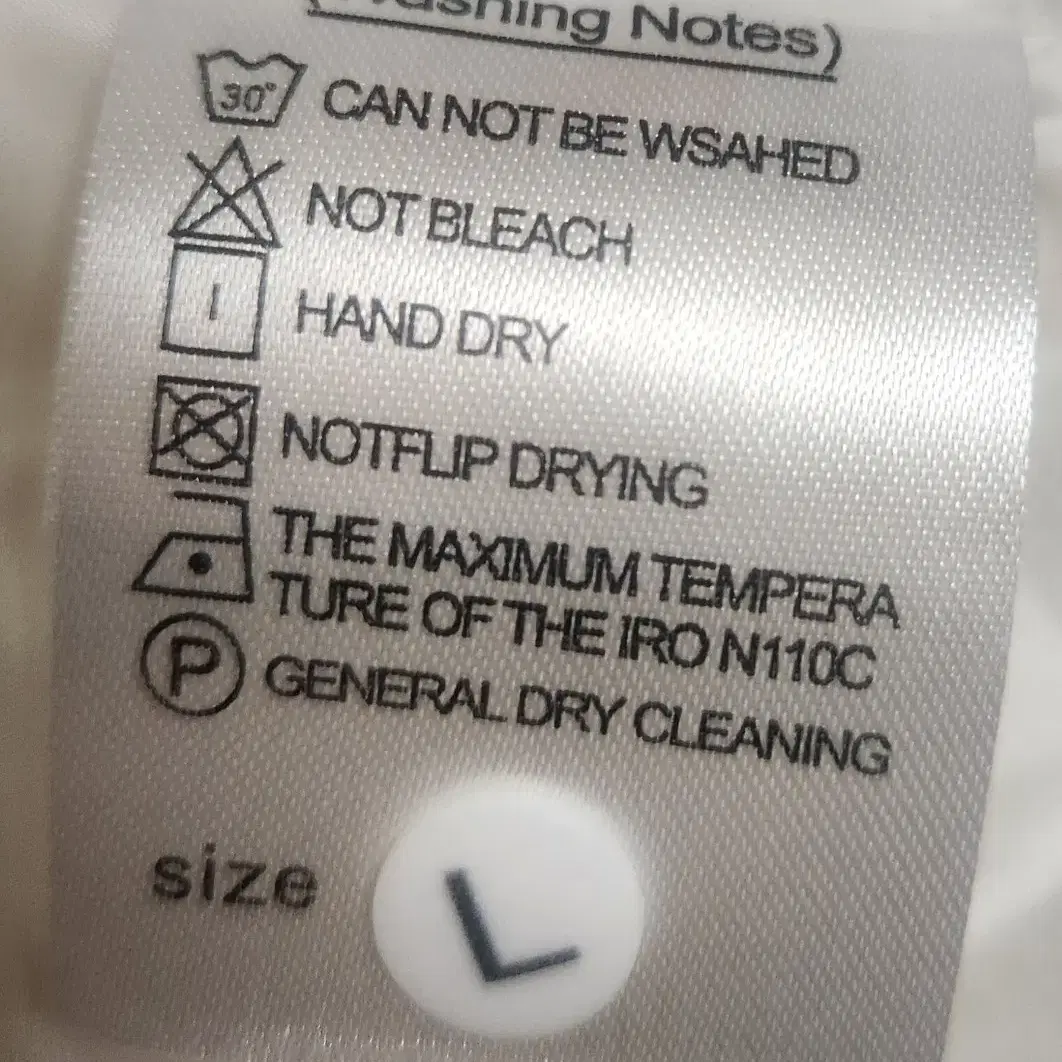 Washing Notes)
30° CAN NOT BE WSAHED
NOT BLEACH
HAND DRY
NOTFLIP DRYING
THE MAXIMUM TEMPERA
TURE OF THE IRO N110C
P GENERAL DRY CLEANING
size L